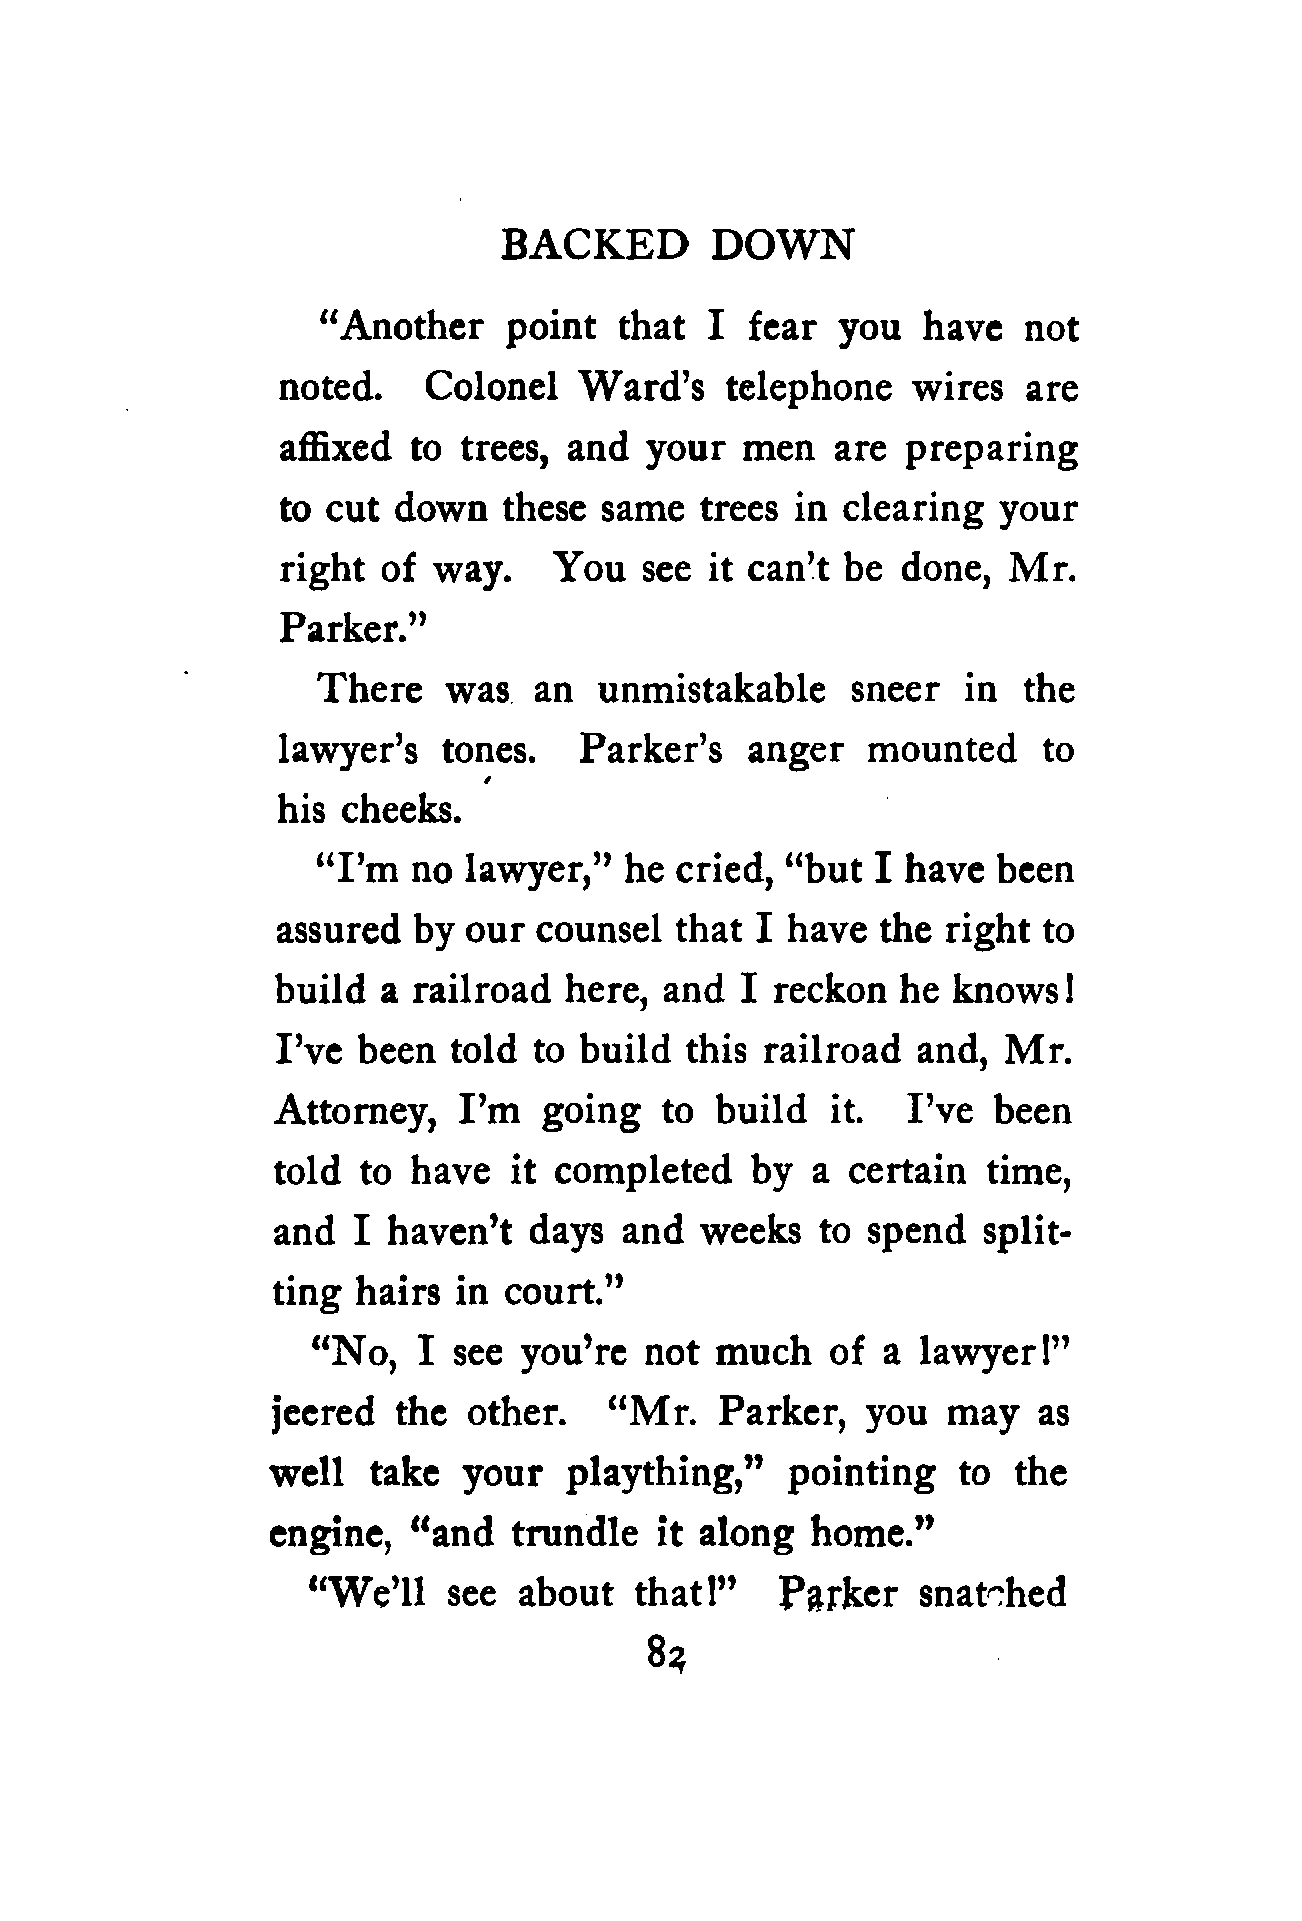 BACKED DOWN
“Another point that I fear you have not
noted. Colonel Ward’s telephone wires are
affixed to trees, and your men are preparing
to cut down these same trees in clearing your
right of way. You see it can’t be done, Mr.
Parker.”
There was an unmistakable sneer in the
lawyer’s tones. Parker’s anger mounted to
his cheeks.
“I’m no lawyer,” he cried, “but I have been
assured by our counsel that I have the right to
build a railroad here, and I reckon he knows!
I’ve been told to build this railroad and, Mr.
Attorney, I’m going to build it. I’ve been
told to have it completed by a certain time,
and I haven’t days and weeks to spend split-
ting hairs in court.”
“No, I see you’re not much of a lawyer!”
jeered the other. “Mr. Parker, you may as
well take your plaything,” pointing to the
engine, “and trundle it along home.”
“We’ll see about that!” Parker snatched